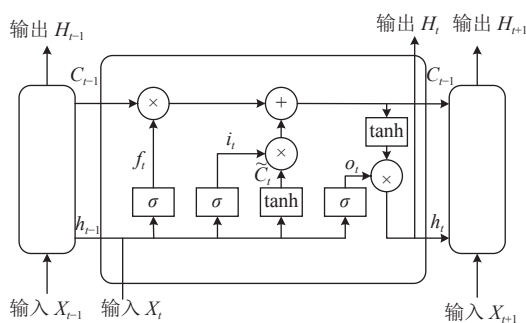 输出 H_{t-1}
输出 H_t
输出 H_{t+1}
C_{t-1}
C_{t-1}
× +
tanh
i_t
×
f_t
C̃_t
o_t
×
σ σ tanh σ
h_{t-1}
h_t
输入 X_{t-1}
输入 X_t
输入 X_{t+1}